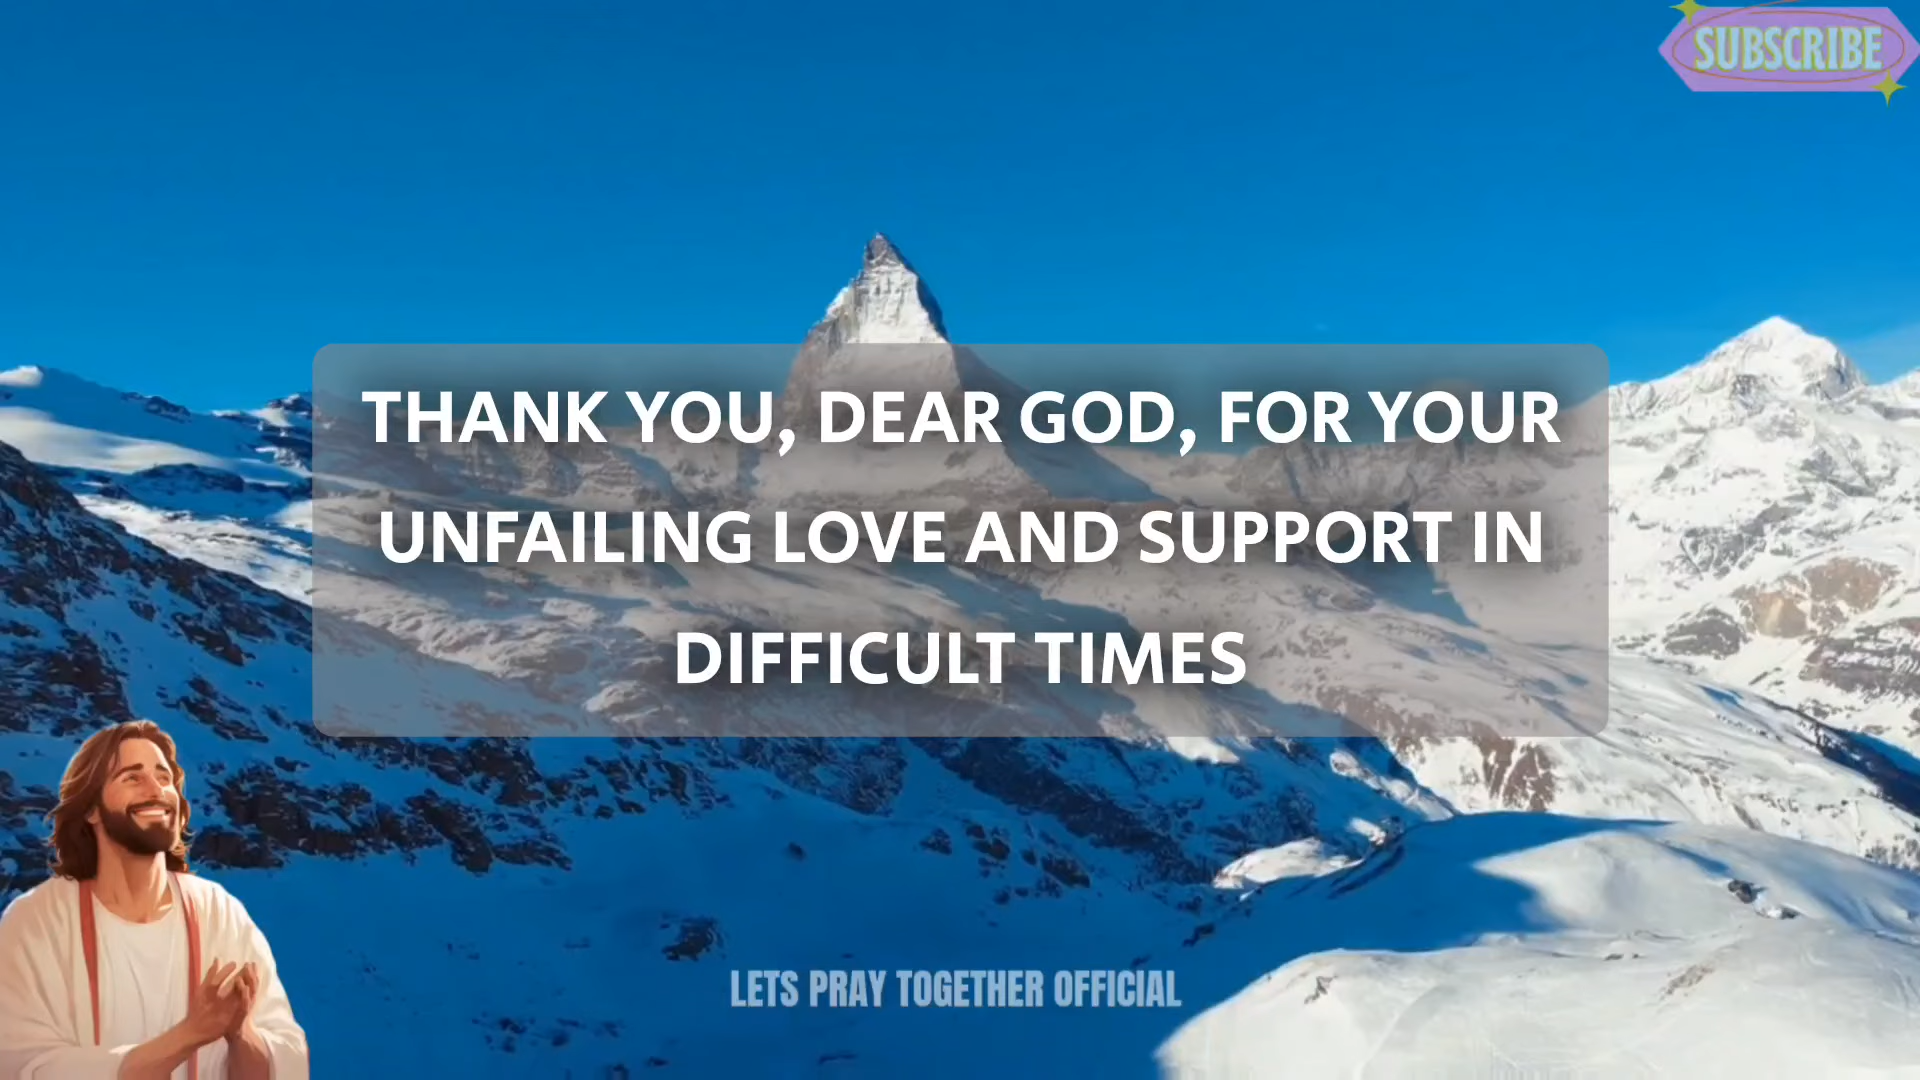 SUBSCRIBE
THANK YOU, DEAR GOD, FOR YOUR
UNFAILING LOVE AND SUPPORT IN
DIFFICULT TIMES
LETS PRAY TOGETHER OFFICIAL